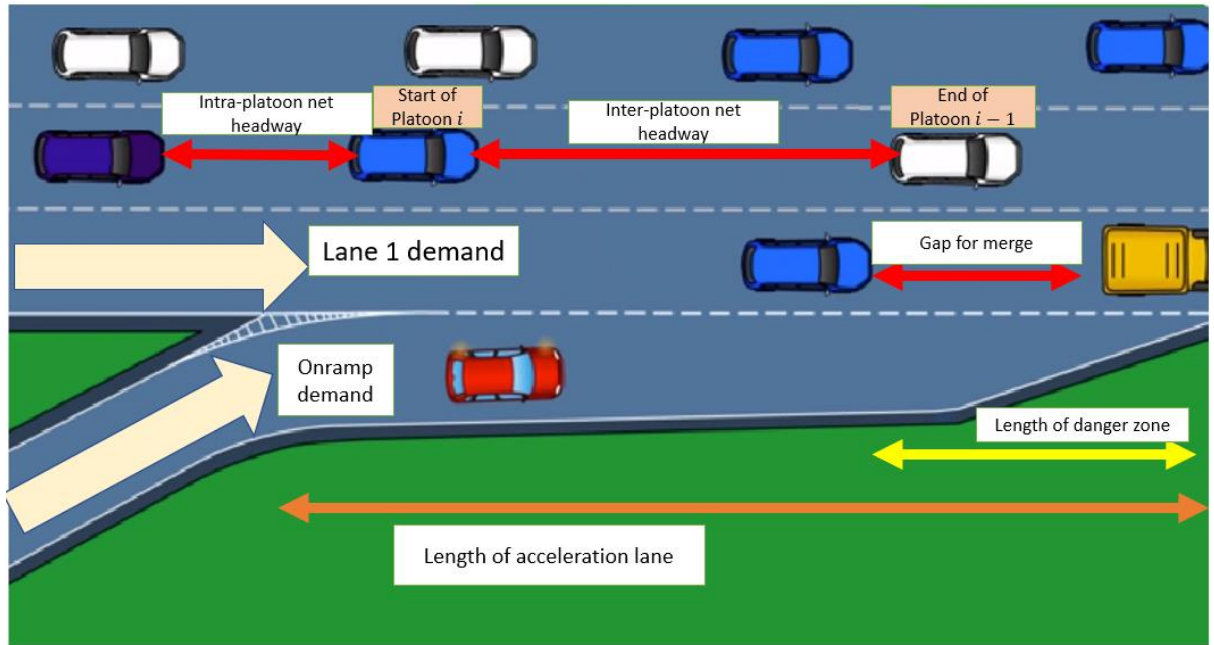 Intra-platoon net
headway
Start of
Platoon i
Inter-platoon net
headway
End of
Platoon i − 1
Lane 1 demand
Gap for merge
Onramp
demand
Length of danger zone
Length of acceleration lane